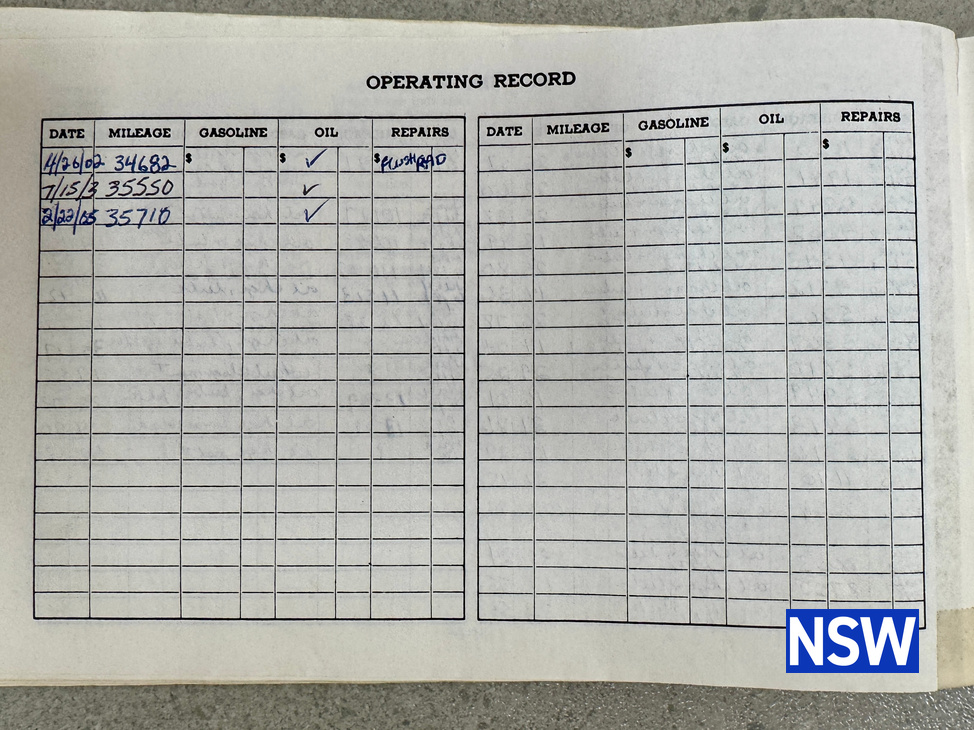 OPERATING RECORD
DATE MILEAGE GASOLINE OIL REPAIRS
4/26/02 34682 $ $ ✓ $ FLUSH RAD
7/15/3 35550 ✓
2/22/05 35710 ✓
DATE MILEAGE GASOLINE OIL REPAIRS
$ $ $
NSW